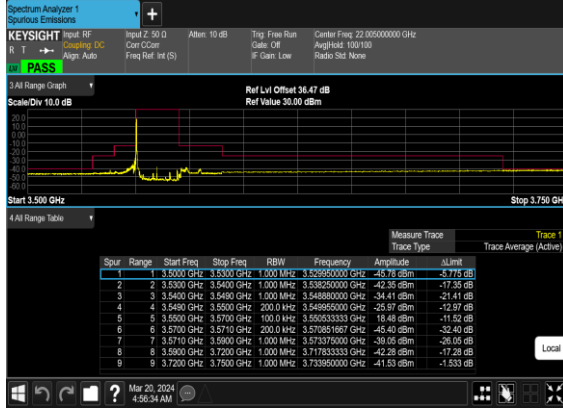 Spectrum Analyzer 1
Spurious Emissions
+
KEYSIGHT Input: RF Input Z: 50 Ω Atten: 10 dB Trig: Free Run Center Freq: 22.005000000 GHz
R T Coupling: DC Corr CCorr Gate: Off Avg|Hold: 100/100
Align: Auto Freq Ref: Int (S) IF Gain: Low Radio Std: None
PASS
3 All Range Graph
Ref Lvl Offset 36.47 dB
Scale/Div 10.0 dB Ref Value 30.00 dBm
20.0
10.0
0.00
-10.0
-20.0
-30.0
-40.0
-50.0
-60.0
Start 3.500 GHz Stop 3.750 GH
4 All Range Table
Measure Trace Trace 1
Trace Type Trace Average (Active)
Spur Range Start Freq Stop Freq RBW Frequency Amplitude ΔLimit
1 1 3.5000 GHz 3.5300 GHz 1.000 MHz 3.529950000 GHz -45.78 dBm -5.775 dB
2 2 3.5300 GHz 3.5400 GHz 1.000 MHz 3.538250000 GHz -42.35 dBm -17.35 dB
3 3 3.5400 GHz 3.5490 GHz 1.000 MHz 3.548880000 GHz -34.41 dBm -21.41 dB
4 4 3.5490 GHz 3.5500 GHz 200.0 kHz 3.549955000 GHz -25.97 dBm -12.97 dB
5 5 3.5500 GHz 3.5700 GHz 100.0 kHz 3.550533333 GHz 18.48 dBm -11.52 dB
6 6 3.5700 GHz 3.5710 GHz 200.0 kHz 3.570851667 GHz -45.40 dBm -32.40 dB
7 7 3.5710 GHz 3.5900 GHz 1.000 MHz 3.573375000 GHz -39.05 dBm -26.05 dB
8 8 3.5900 GHz 3.7200 GHz 1.000 MHz 3.717833333 GHz -42.28 dBm -17.28 dB
9 9 3.7200 GHz 3.7500 GHz 1.000 MHz 3.733950000 GHz -41.53 dBm -1.533 dB
Local
? Mar 20, 2024
4:56:34 AM